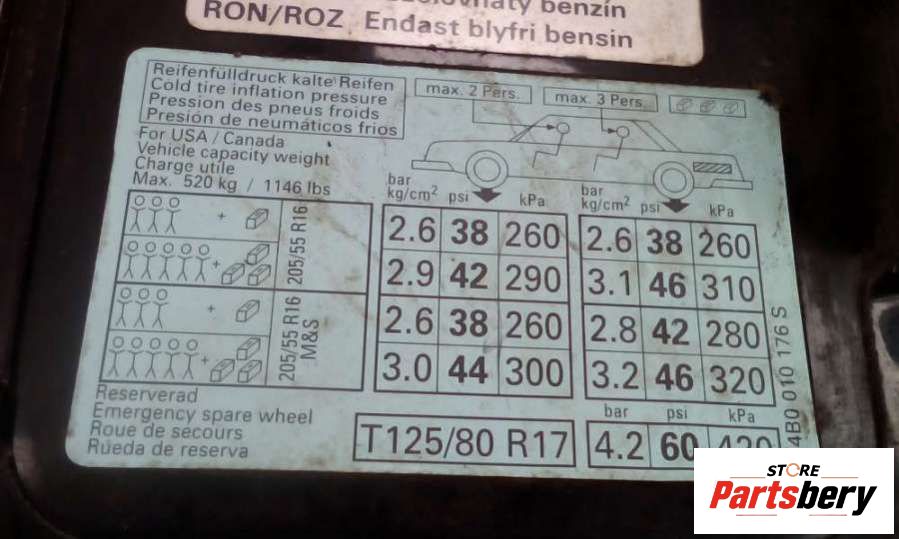 benzín
RON/ROZ Endast blyfri bensin
Reifenfülldruck kalte Reifen
Cold tire inflation pressure
Pression des pneus froids
Presión de neumáticos frios
max. 2 Pers. max. 3 Pers.
For USA / Canada
Vehicle capacity weight
Charge utile
Max. 520 kg / 1146 lbs
bar
kg/cm² psi kPa
bar
kg/cm² psi kPa
+ 205/55 R16 2.6 38 260 2.6 38 260
+ 2.9 42 290 3.1 46 310
+ 205/55 R16 M&S 2.6 38 260 2.8 42 280
+ 3.0 44 300 3.2 46 320
Reserverad
Emergency spare wheel
Roue de secours
Rueda de reserva
T125/80 R17
bar psi kPa
4.2 60 420
4B0 010 176 S
STORE
Partsbery